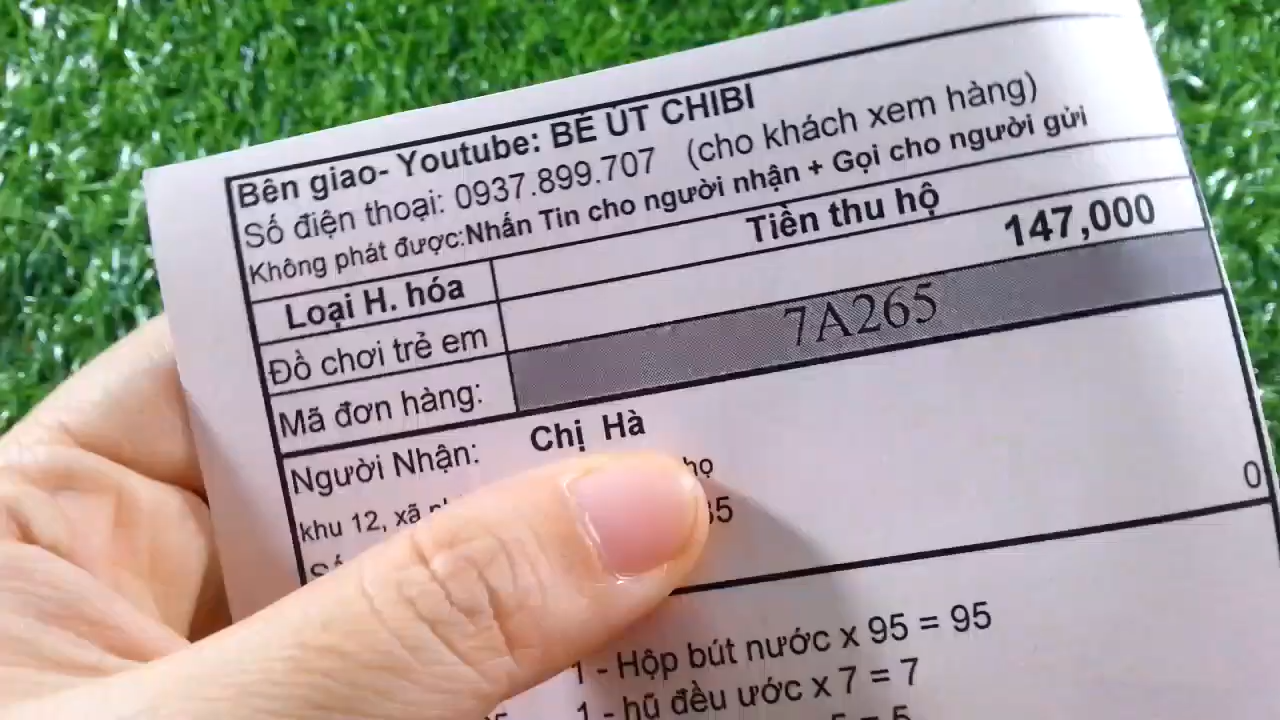 Bên giao- Youtube: BÉ ÚT CHIBI
Số điện thoại: 0937.899.707 (cho khách xem hàng)
Không phát được:Nhắn Tin cho người nhận + Gọi cho người gửi
Loại H. hóa Tiền thu hộ
Đồ chơi trẻ em 147,000
Mã đơn hàng: 7A265
Người Nhận: Chị Hà
khu 12, xã
0
1 - Hộp bút nước x 95 = 95
1 - hũ đều ước x 7 = 7